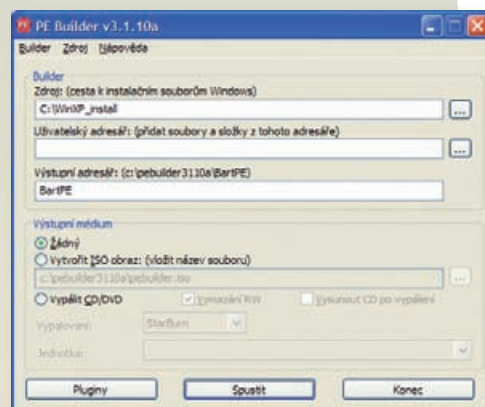 PE Builder v3.1.10a
Builder Zdroj Nápověda
Builder
Zdroj: (cesta k instalačním souborům Windows)
C:\WinXP_install
...
Uživatelský adresář: (přidat soubory a složky z tohoto adresáře)
...
Výstupní adresář: (c:\pebuilder3110a\BartPE)
BartPE
Výstupní médium
Žádný
Vytvořit ISO obraz: (vložit název souboru)
c:\pebuilder3110a\pebuilder.iso
...
Vypálit CD/DVD Vymazání RW Vysunout CD po vypálení
Vypalování: StarBurn
Jednotka:
Pluginy Spustit Konec